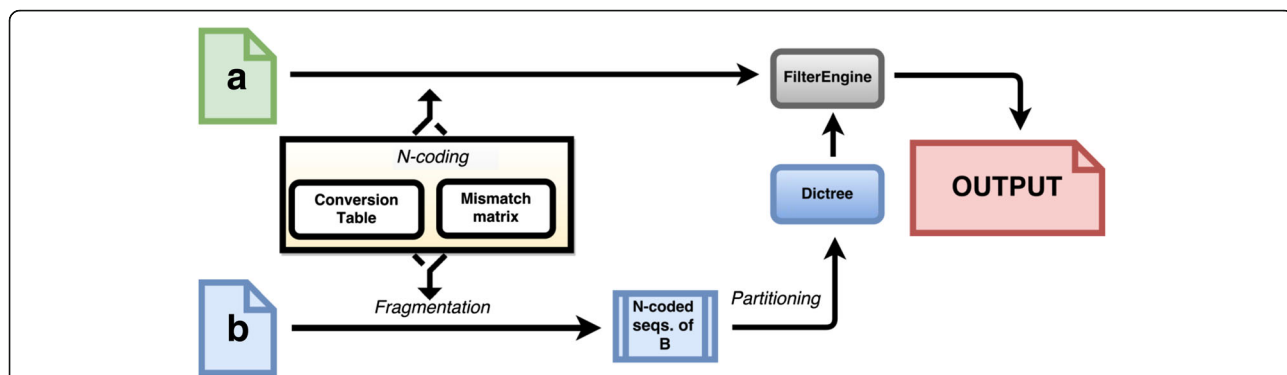 a
FilterEngine
N-coding
Conversion
Table
Mismatch
matrix
Dictree
OUTPUT
b
Fragmentation
N-coded
seqs. of
B
Partitioning